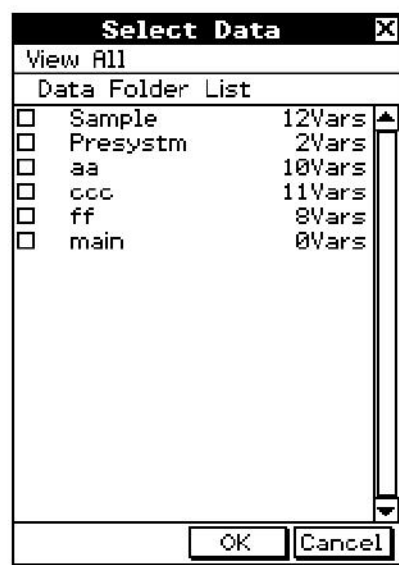 Select Data
View All
Data Folder List
Sample 12Vars
Presystm 2Vars
aa 10Vars
ccc 11Vars
ff 8Vars
main 0Vars
OK Cancel